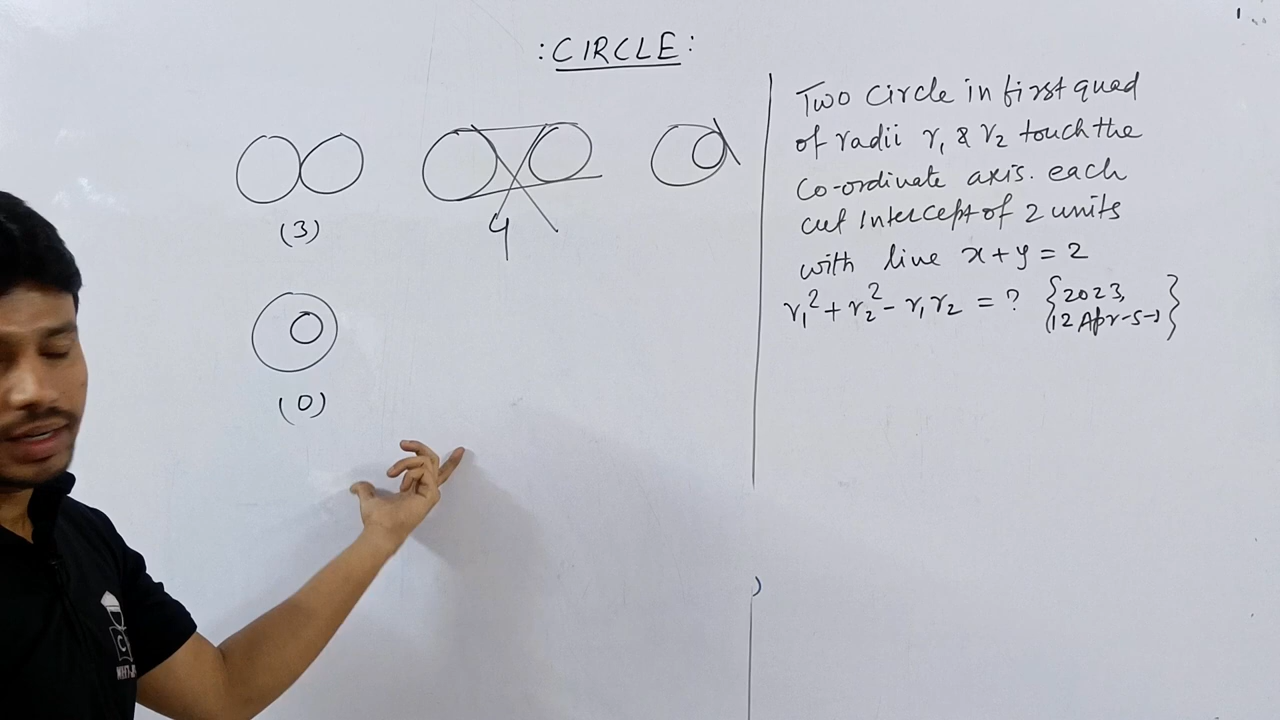 :CIRCLE:
(3)
4
(0)
Two Circle in first quad
of radii r₁ & r₂ touch the
co-ordinate axis. each
cut Intercept of 2 units
with line x+y=2
r₁²+r₂²-r₁r₂ = ? {2023,
12 Apr-S-1}